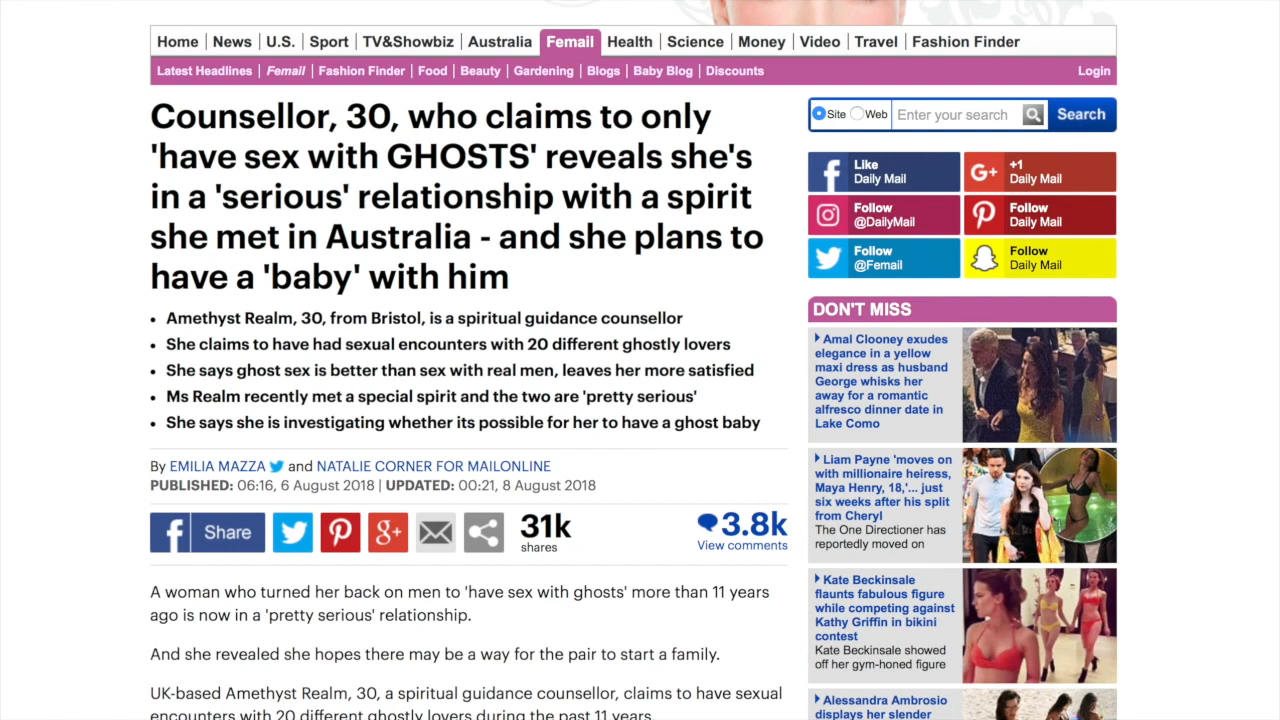 Home News U.S. Sport TV&Showbiz Australia Femail Health Science Money Video Travel Fashion Finder
Latest Headlines Femail Fashion Finder Food Beauty Gardening Blogs Baby Blog Discounts Login
Counsellor, 30, who claims to only
'have sex with GHOSTS' reveals she's
in a 'serious' relationship with a spirit
she met in Australia - and she plans to
have a 'baby' with him
• Amethyst Realm, 30, from Bristol, is a spiritual guidance counsellor
• She claims to have had sexual encounters with 20 different ghostly lovers
• She says ghost sex is better than sex with real men, leaves her more satisfied
• Ms Realm recently met a special spirit and the two are 'pretty serious'
• She says she is investigating whether its possible for her to have a ghost baby
By EMILIA MAZZA and NATALIE CORNER FOR MAILONLINE
PUBLISHED: 06:16, 6 August 2018 | UPDATED: 00:21, 8 August 2018
Share
31k
shares
3.8k
View comments
A woman who turned her back on men to 'have sex with ghosts' more than 11 years
ago is now in a 'pretty serious' relationship.
And she revealed she hopes there may be a way for the pair to start a family.
UK-based Amethyst Realm, 30, a spiritual guidance counsellor, claims to have sexual
encounters with 20 different ghostly lovers during the past 11 years.
Site Web Enter your search Search
Like
Daily Mail
G+ +1
Daily Mail
Follow
@DailyMail
Follow
Daily Mail
Follow
@Femail
Follow
Daily Mail
DON'T MISS
Amal Clooney exudes
elegance in a yellow
maxi dress as husband
George whisks her
away for a romantic
alfresco dinner date in
Lake Como
Liam Payne 'moves on
with millionaire heiress,
Maya Henry, 18,'... just
six weeks after his split
from Cheryl
The One Directioner has
reportedly moved on
Kate Beckinsale
flaunts fabulous figure
while competing against
Kathy Griffin in bikini
contest
Kate Beckinsale showed
off her gym-honed figure
Alessandra Ambrosio
displays her slender